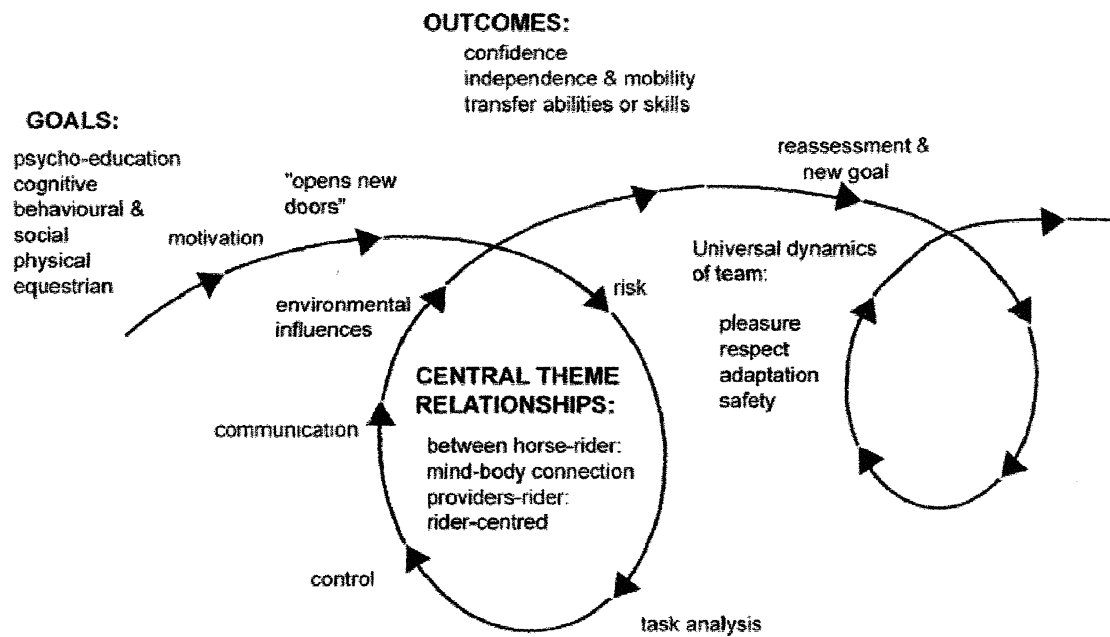 OUTCOMES:
confidence
independence & mobility
transfer abilities or skills
GOALS:
psycho-education
cognitive
behavioural &
social
physical
equestrian
motivation
"opens new
doors"
reassessment &
new goal
environmental
influences
risk
Universal dynamics
of team:
pleasure
respect
adaptation
safety
CENTRAL THEME
RELATIONSHIPS:
between horse-rider:
mind-body connection
providers-rider:
rider-centred
communication
control
task analysis